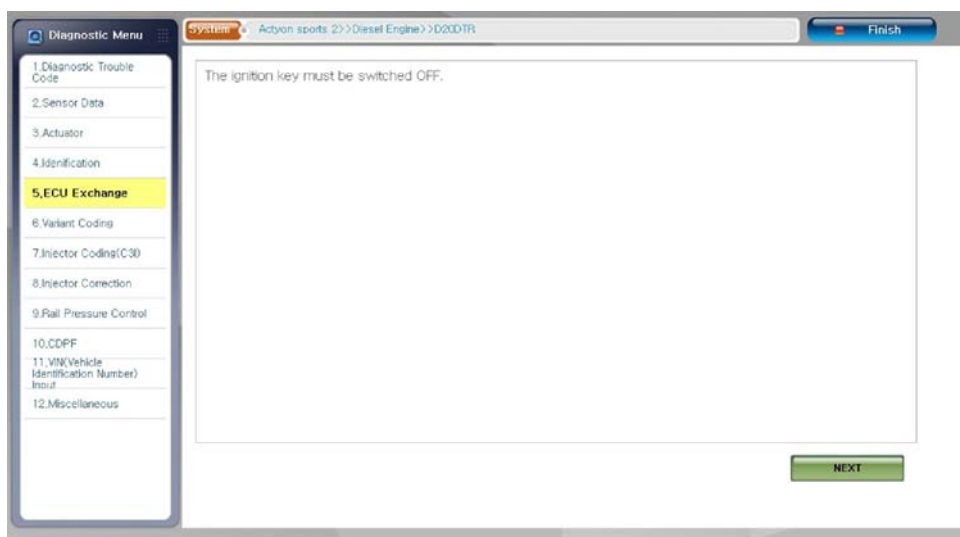 Diagnostic Menu
System
Actyon sports 2>>Diesel Engine>>D20DTR
Finish
1.Diagnostic Trouble
Code
2.Sensor Data
3.Actuator
4.Idenification
5.ECU Exchange
6.Variant Coding
7.Injector Coding(C3I)
8.Injector Correction
9.Rail Pressure Control
10.CDPF
11.VIN(Vehicle
Identification Number)
Input
12.Miscellaneous
The ignition key must be switched OFF.
NEXT